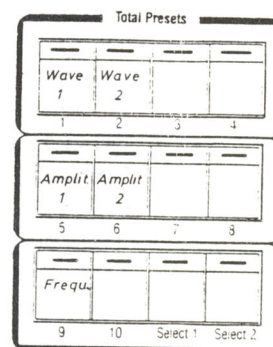 Total Presets
Wave Wave
1 2
1 2 3 4
Amplit Amplit
1 2
5 6 7 8
Frequ.
9 10 Select 1 Select 2